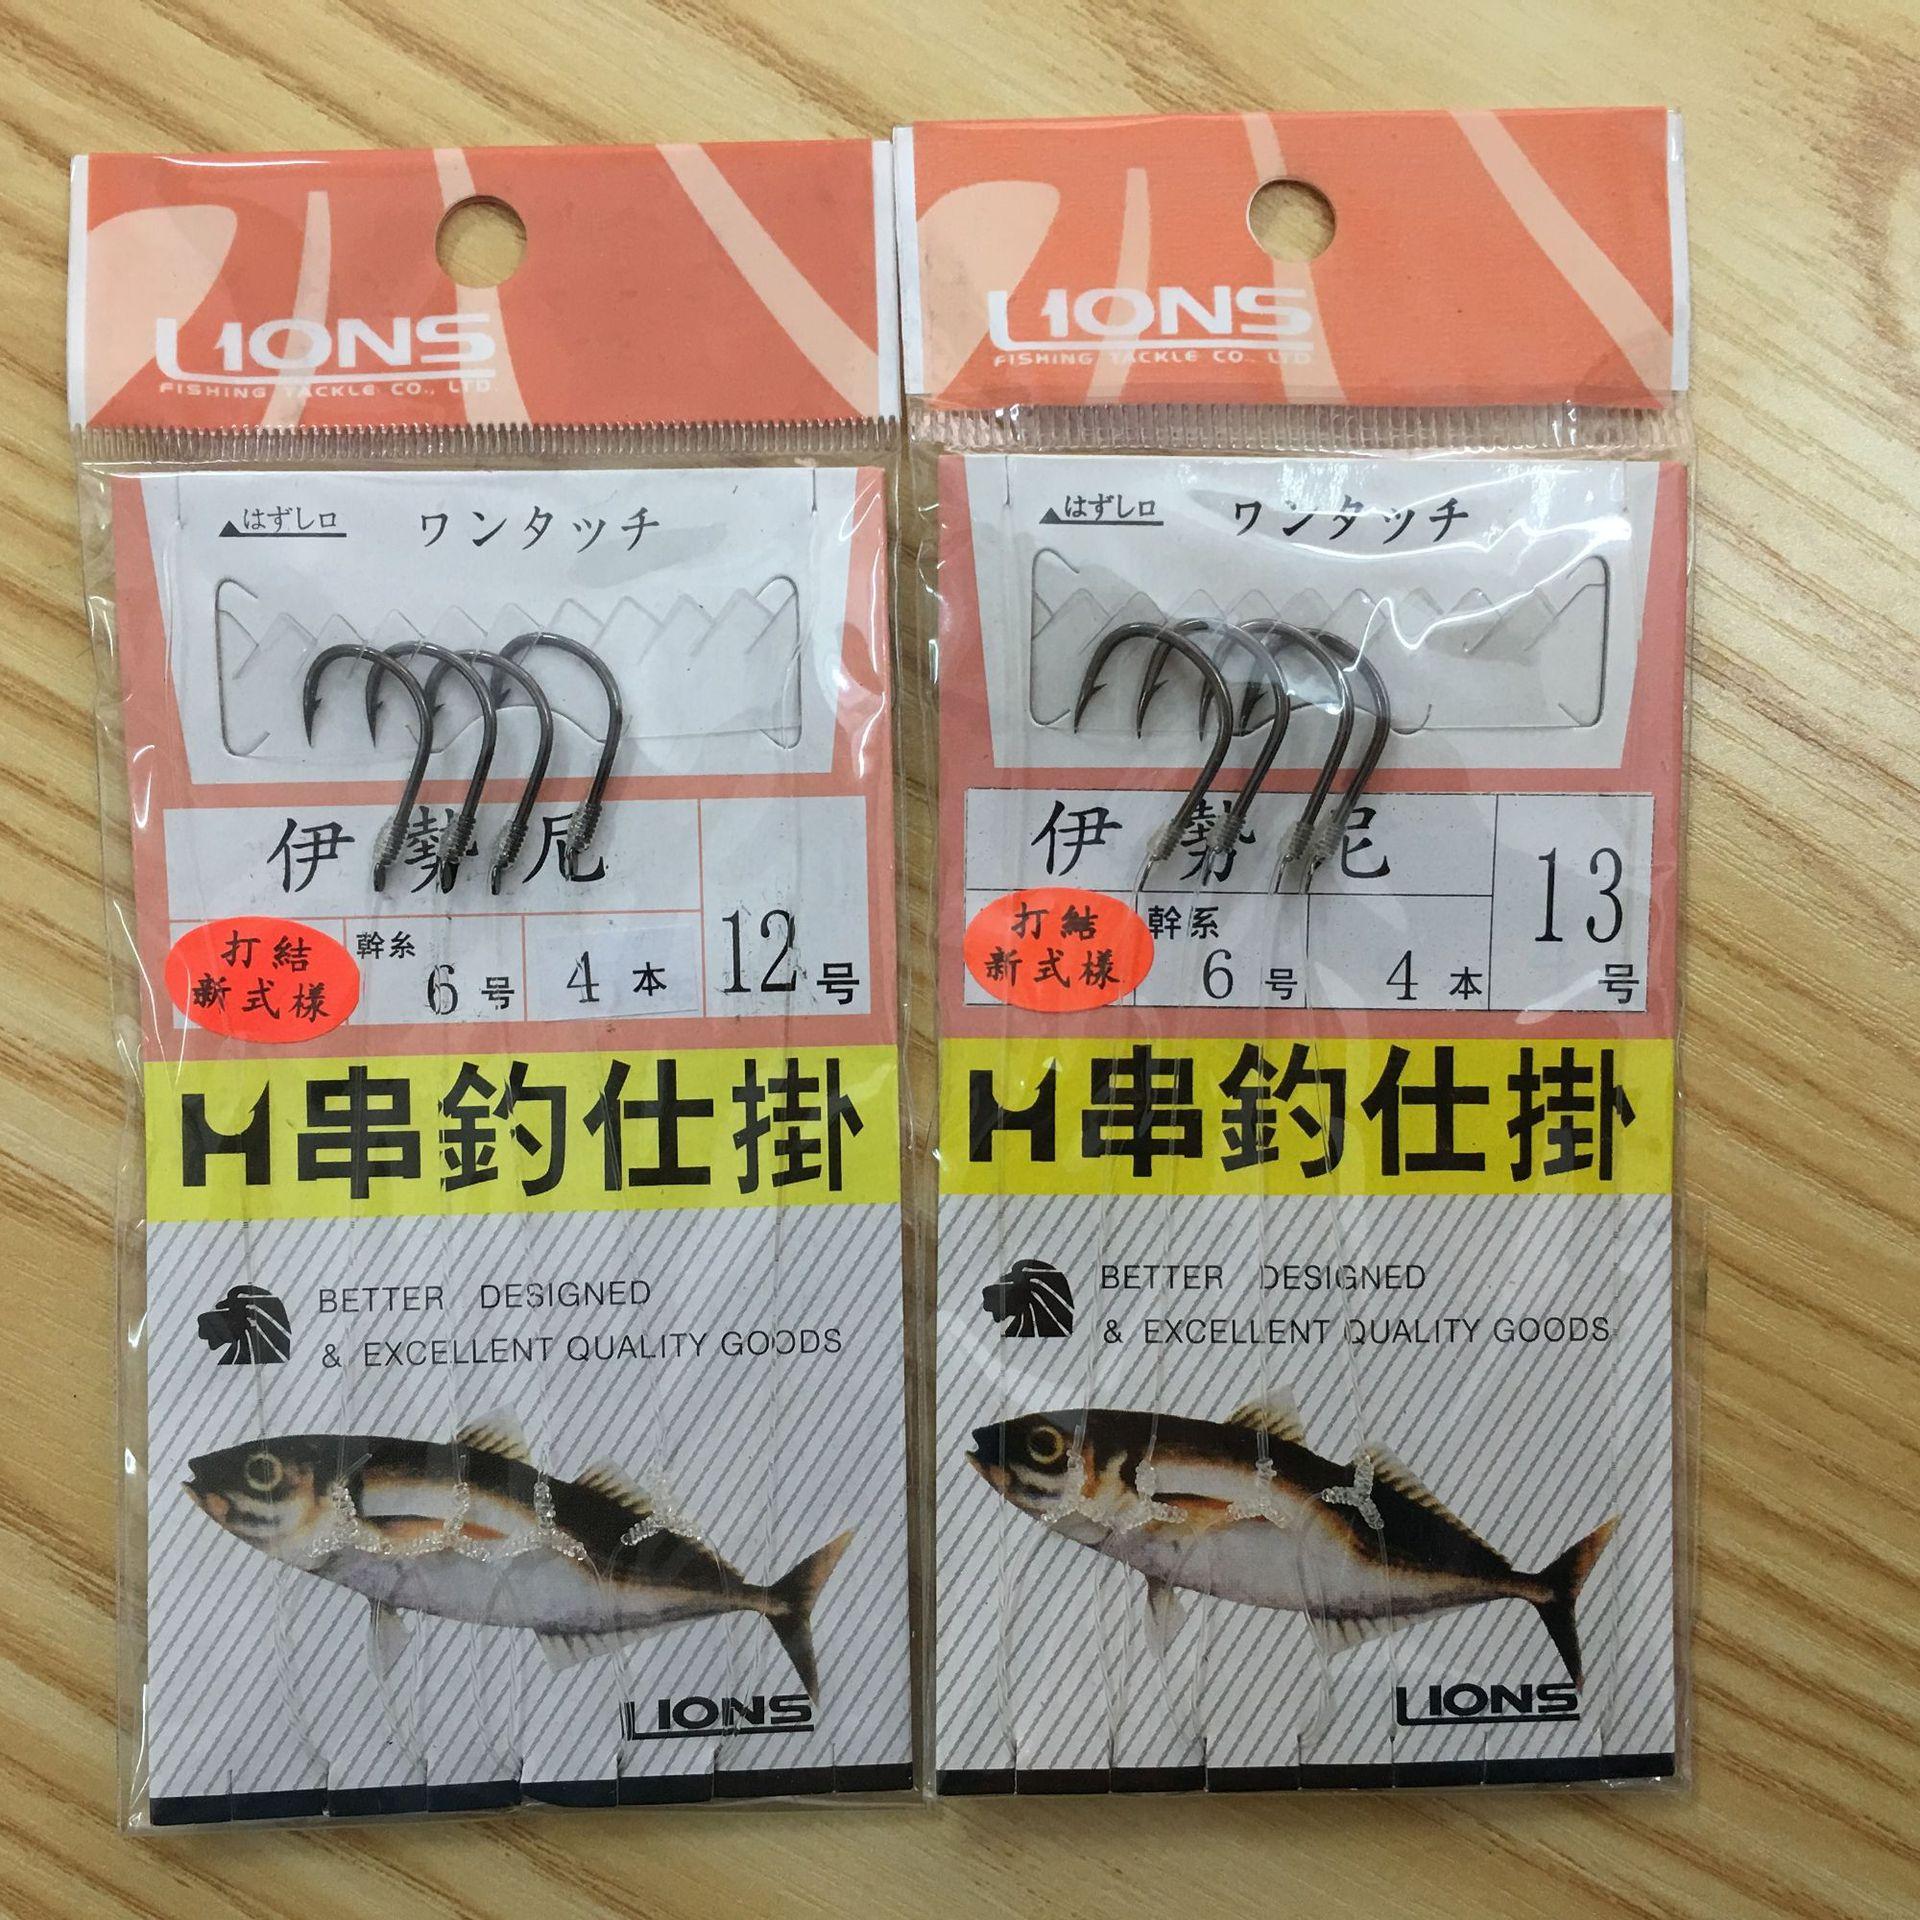 LIONS
FISHING TACKLE CO., LTD.
はずし口 ワンタッチ
伊勢尼
打結
新式樣
幹糸
6号
4本
12号
H串釣仕掛
BETTER DESIGNED
& EXCELLENT QUALITY GOODS
LIONS
LIONS
FISHING TACKLE CO., LTD
はずし口 ワンタッチ
伊勢尼
打結
新式樣
幹系
6号
4本
13号
H串釣仕掛
BETTER DESIGNED
& EXCELLENT QUALITY GOODS
LIONS